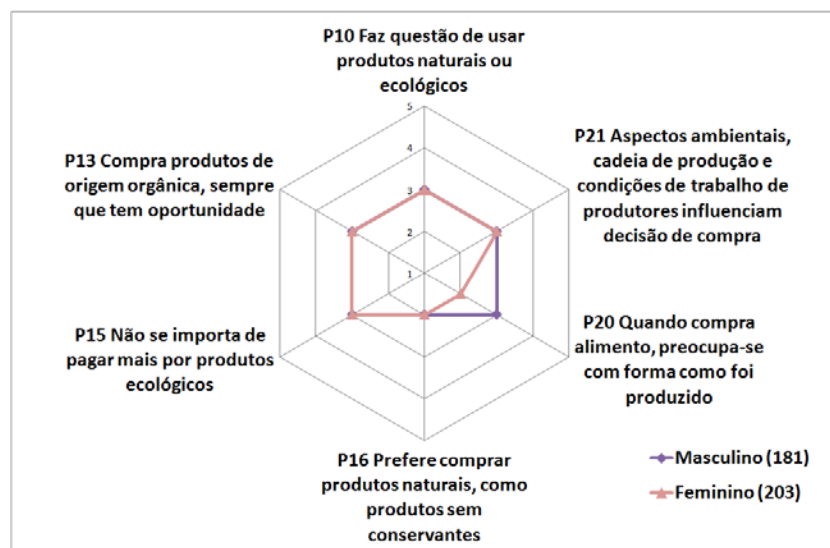 P10 Faz questão de usar
produtos naturais ou
ecológicos
5
4
3
2
1
P21 Aspectos ambientais,
cadeia de produção e
condições de trabalho de
produtores influenciam
decisão de compra
P20 Quando compra
alimento, preocupa-se
com forma como foi
produzido
P16 Prefere comprar
produtos naturais, como
produtos sem
conservantes
P15 Não se importa de
pagar mais por produtos
ecológicos
P13 Compra produtos de
origem orgânica, sempre
que tem oportunidade
Masculino (181)
Feminino (203)